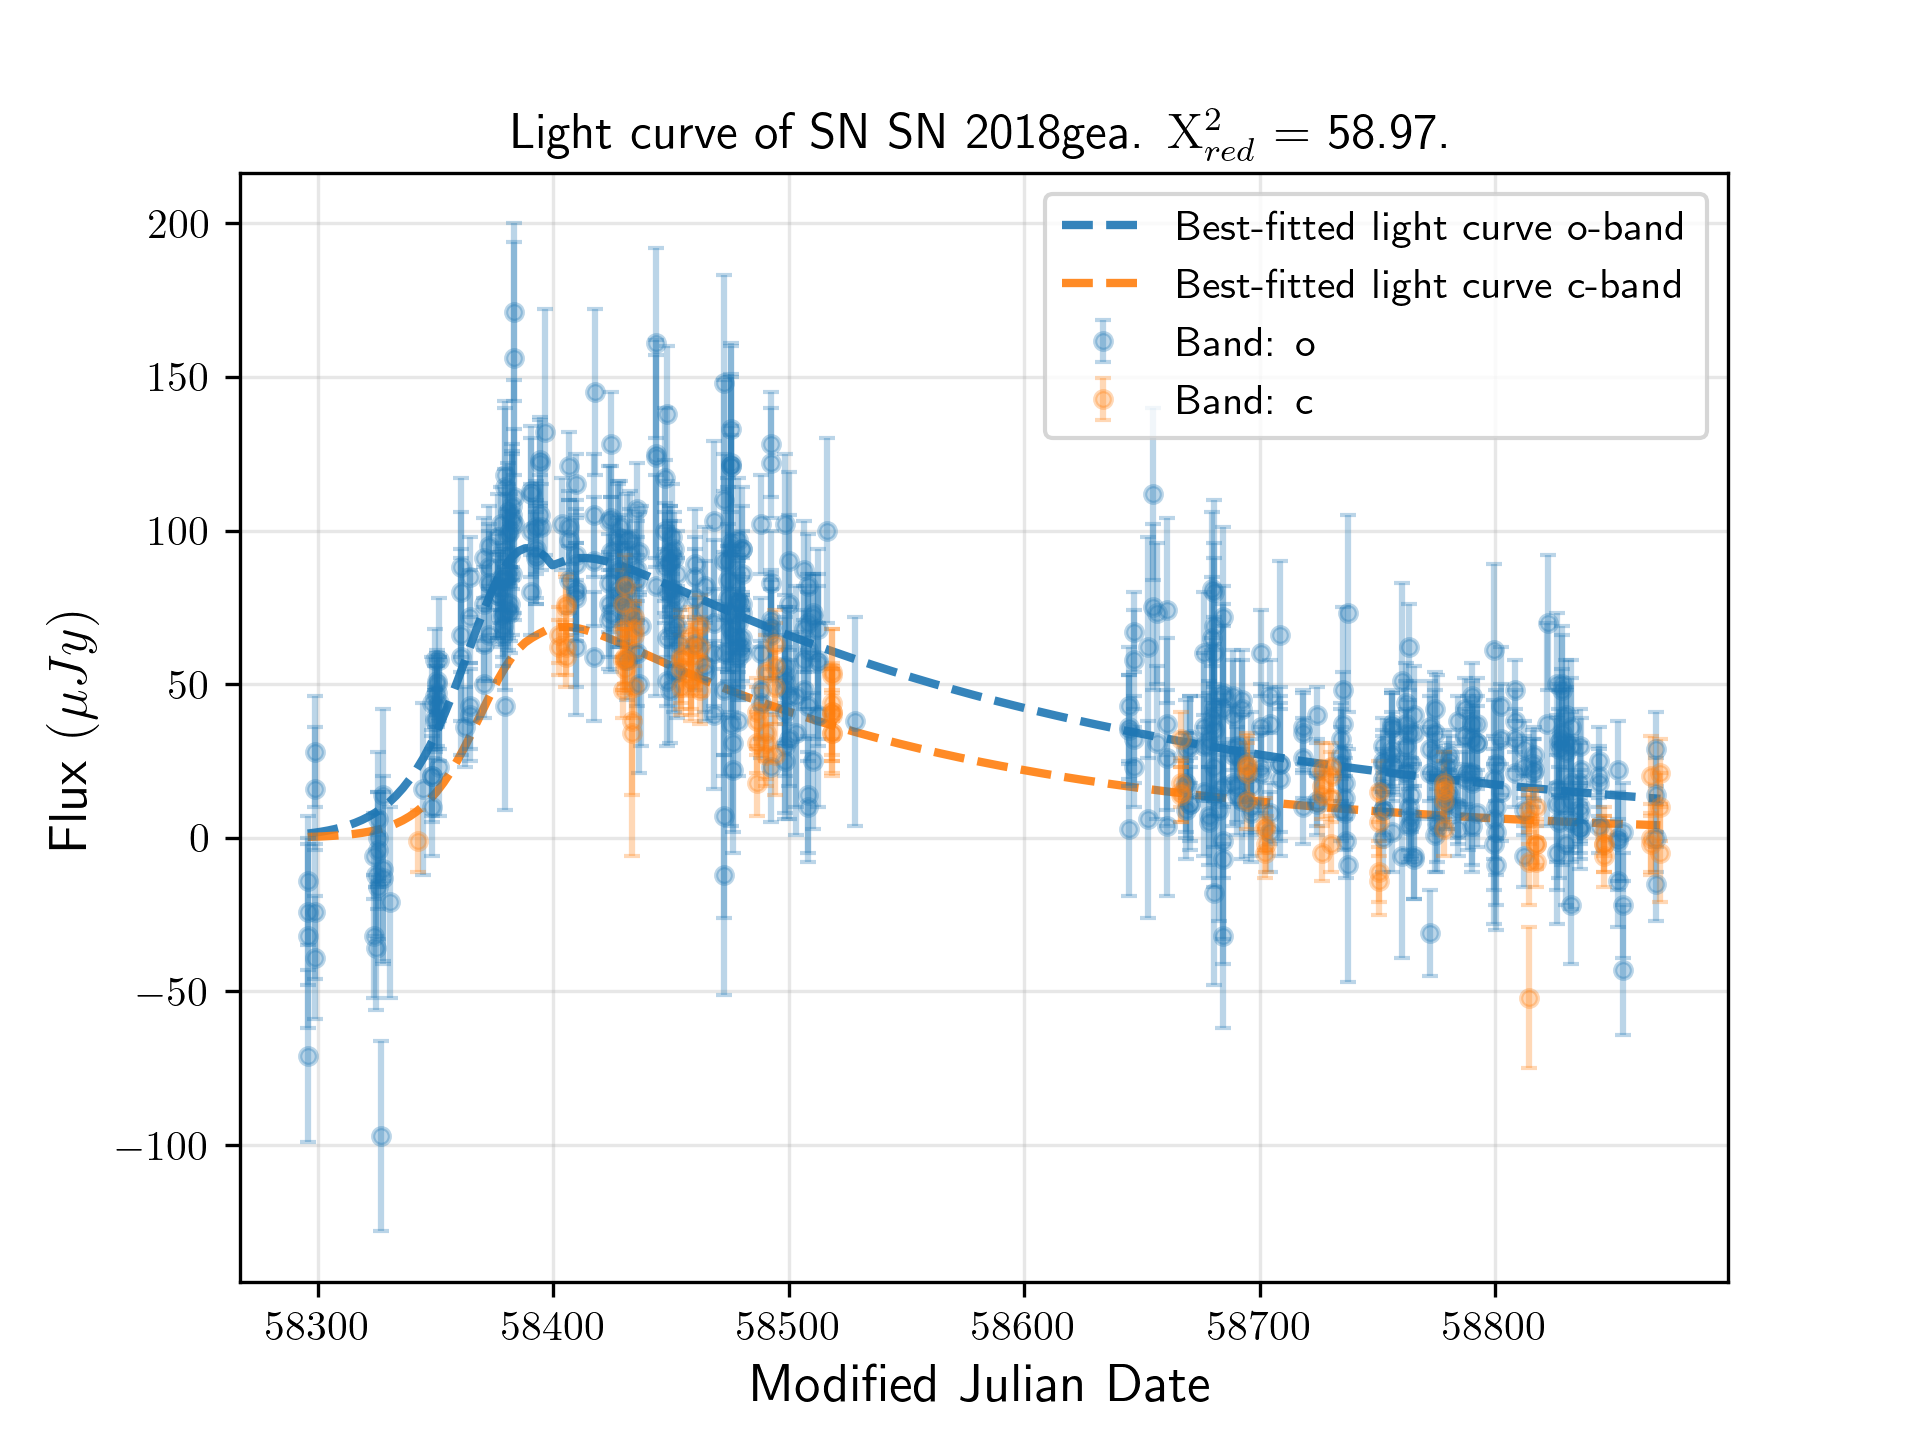 Light curve of SN SN 2018gea. X²red = 58.97.
Best-fitted light curve o-band
Best-fitted light curve c-band
Band: o
Band: c
Flux (μJy)
200
150
100
50
0
−50
−100
58300 58400 58500 58600 58700 58800
Modified Julian Date